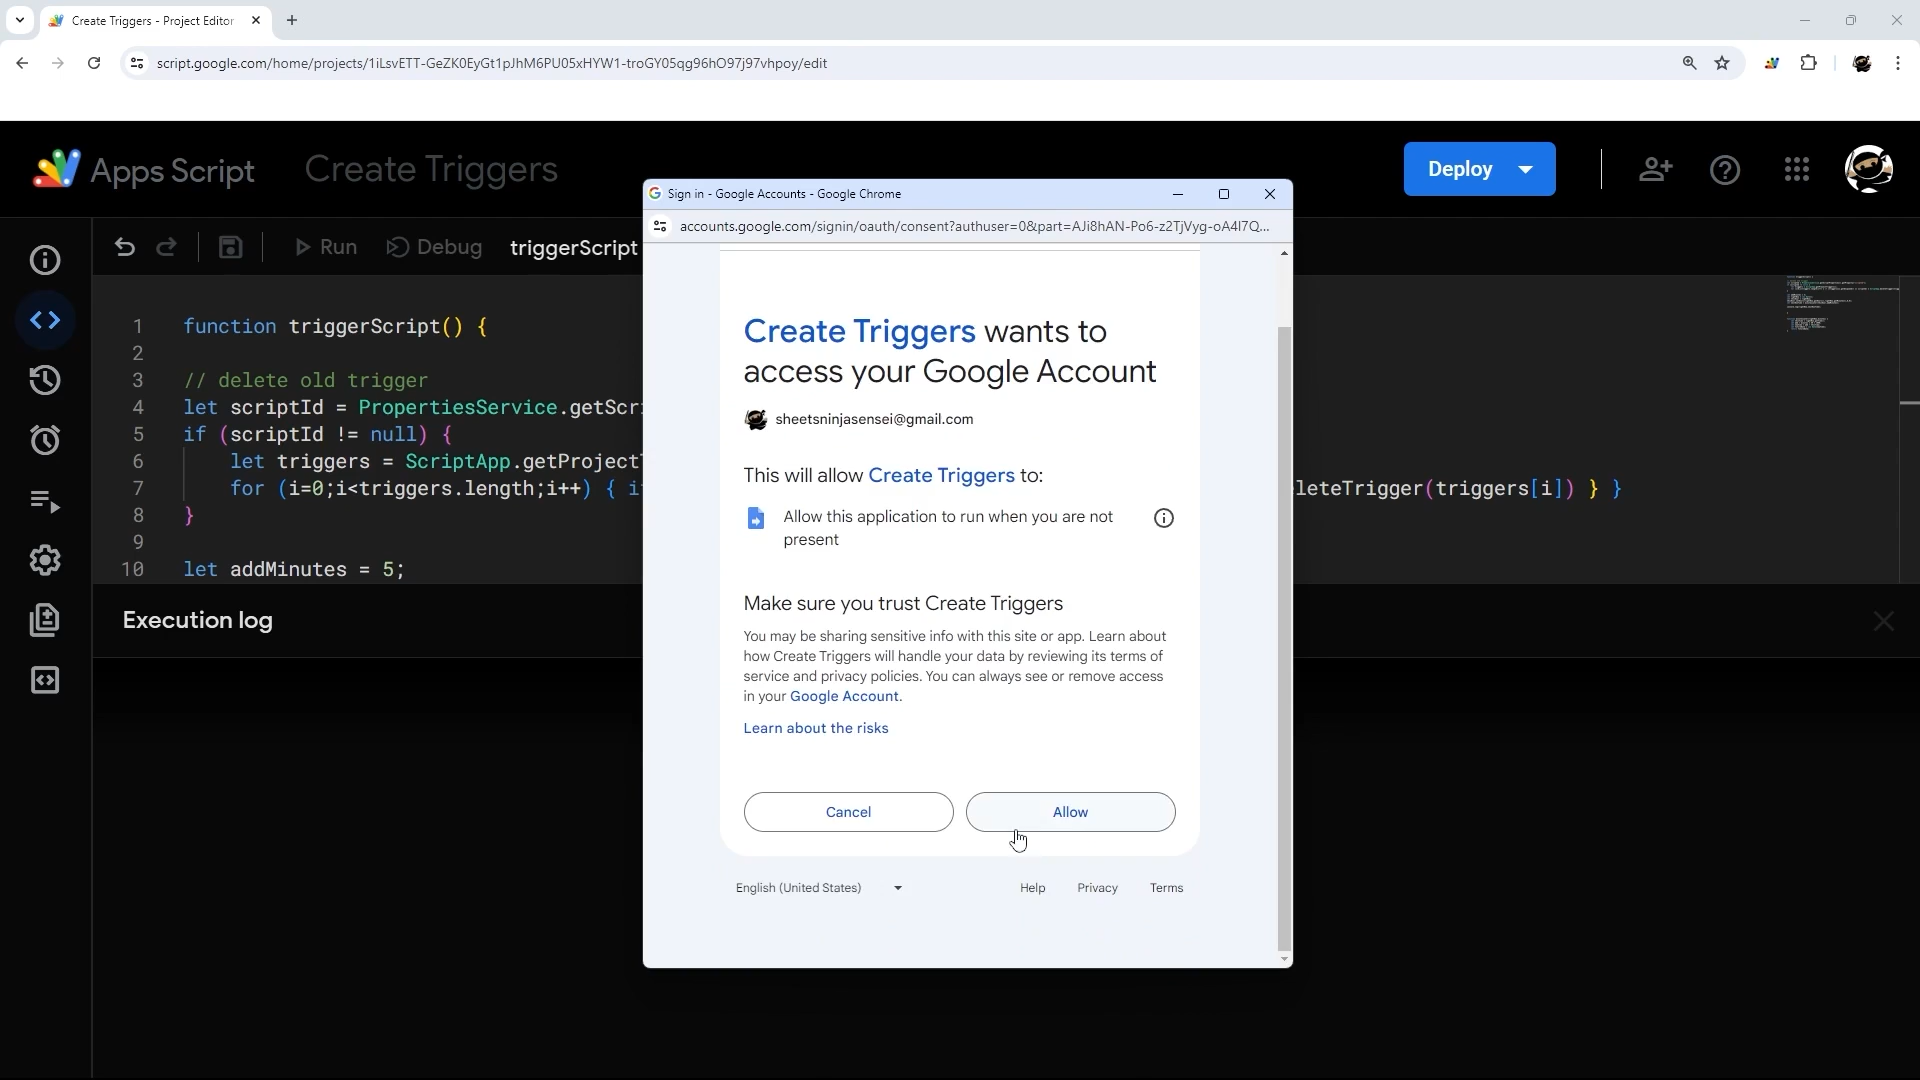 Create Triggers - Project Editor
script.google.com/home/projects/1iLsvETT-GeZK0EyGt1pJhM6PU05xHYW1-troGY05qg96hO97j97vhpoy/edit
Apps Script
Create Triggers
Deploy
Sign in - Google Accounts - Google Chrome
accounts.google.com/signin/oauth/consent?authuser=0&part=AJi8hAN-Po6-z2TjVyg-oA4I7Q...
Run
Debug
triggerScript
1 function triggerScript() {
2
3 // delete old trigger
4 let scriptId = PropertiesService.getScr
5 if (scriptId != null) {
6 let triggers = ScriptApp.getProject
7 for (i=0;i<triggers.length;i++) { i
leteTrigger(triggers[i]) } }
8 }
9
10 let addMinutes = 5;
Execution log
Create Triggers wants to
access your Google Account
sheetsninjasensei@gmail.com
This will allow Create Triggers to:
Allow this application to run when you are not
present
Make sure you trust Create Triggers
You may be sharing sensitive info with this site or app. Learn about
how Create Triggers will handle your data by reviewing its terms of
service and privacy policies. You can always see or remove access
in your Google Account.
Learn about the risks
Cancel
Allow
English (United States)
Help
Privacy
Terms